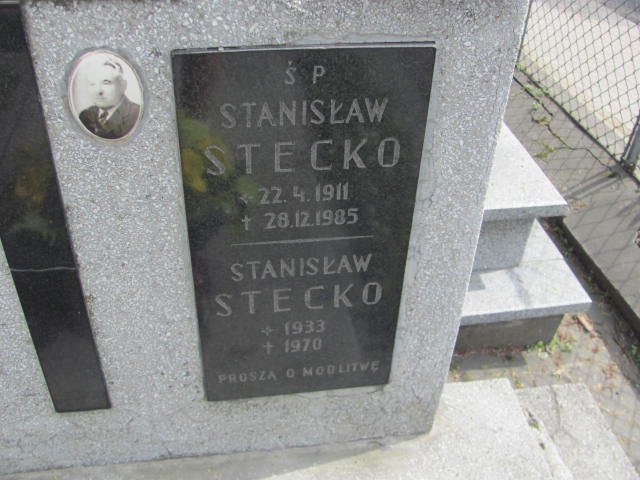 Ś P
STANISŁAW
STECKO
✧ 22.4.1911
† 28.12.1985
STANISŁAW
STECKO
✧ 1933
† 1970
PROSZĄ O MODLITWĘ